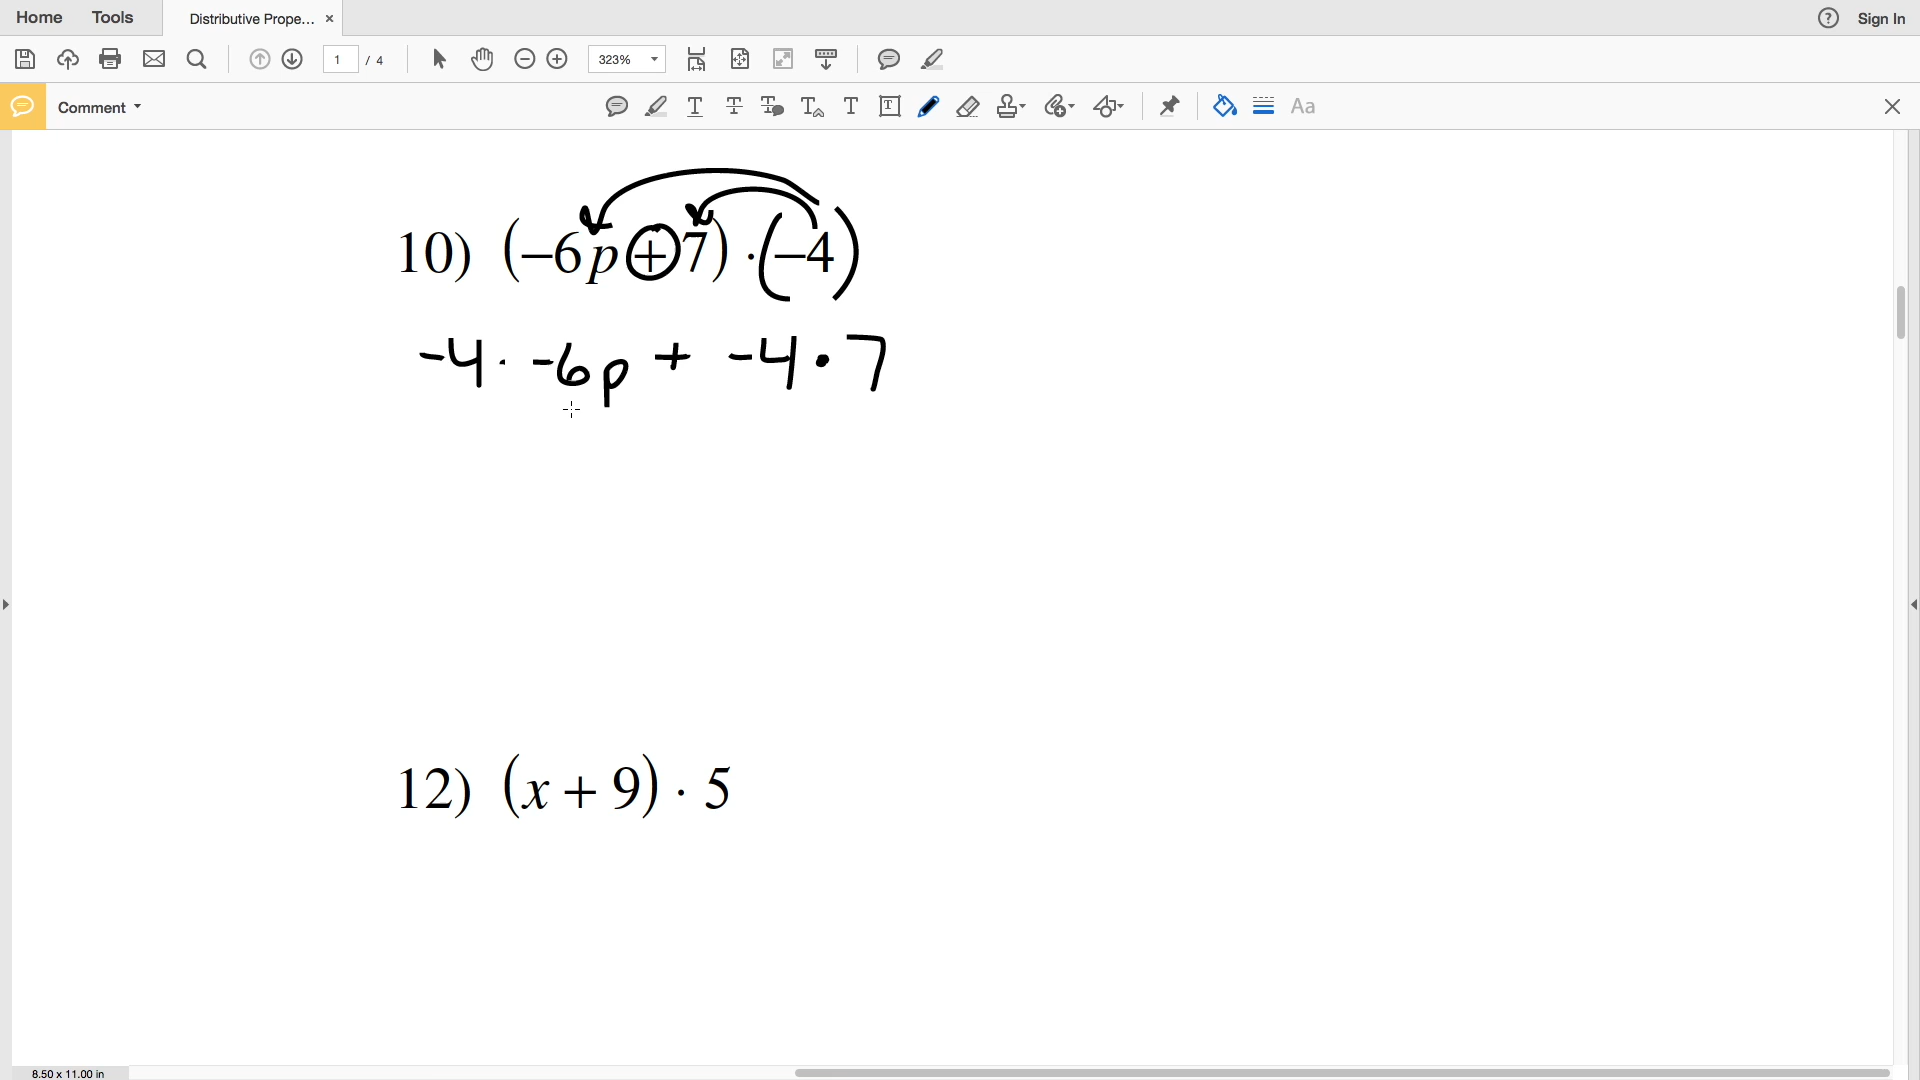 Home Tools Distributive Prope... × ? Sign In
1 / 4 323%
Comment T T T T T Aa
10) (−6p + 7) · (−4)
-4 · -6p + -4 • 7
12) (x + 9) · 5
8.50 x 11.00 in